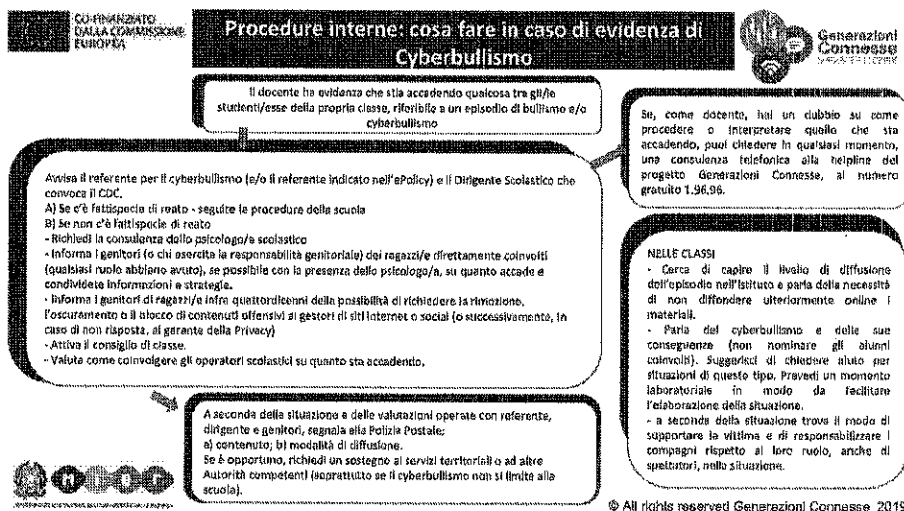 CO-FINANZIATO
DALLA COMMISSIONE
EUROPEA
Procedure interne: cosa fare in caso di evidenza di
Cyberbullismo
Generazioni
Connesse
Il docente ha evidenza che stia accadendo qualcosa tra gli/le
studenti/esse della propria classe, riferibile a un episodio di bullismo e/o
cyberbullismo
Se, come docente, hai un dubbio su come
procedere o interpretare quello che sta
accadendo, puoi chiedere in qualsiasi momento,
una consulenza telefonica alla helpline del
progetto Generazioni Connesse, al numero
gratuito 1.96.96.
Avvisa il referente per il cyberbullismo (e/o il referente indicato nell'ePolicy) e il Dirigente Scolastico che
convoca il CDC.
A) Se c'è fattispecie di reato - seguite le procedure della scuola
B) Se non c'è fattispecie di reato
- Richiedi la consulenza dello psicologo/a scolastico
- Informa i genitori (o chi esercita la responsabilità genitoriale) dei ragazzi/e direttamente coinvolti
(qualsiasi ruolo abbiano avuto), se possibile con la presenza dello psicologo/a, su quanto accade e
condividete informazioni e strategie.
- Informa i genitori di ragazzi/e infra quattordicenni della possibilità di richiedere la rimozione,
l'oscuramento o il blocco di contenuti offensivi ai gestori di siti internet o social (o successivamente, in
caso di non risposta, al garante della Privacy)
- Attiva il consiglio di classe.
- Valuta come coinvolgere gli operatori scolastici su quanto sta accadendo.
NELLE CLASSI
- Cerca di capire il livello di diffusione
dell'episodio nell'Istituto e parla della necessità
di non diffondere ulteriormente online i
materiali.
- Parla del cyberbullismo e delle sue
conseguenze (non nominare gli alunni
coinvolti). Suggerisci di chiedere aiuto per
situazioni di questo tipo. Prevedi un momento
laboratoriale in modo da facilitare
l'elaborazione della situazione.
- a seconda della situazione trova il modo di
supportare la vittima e di responsabilizzare i
compagni rispetto al loro ruolo, anche di
spettatori, nella situazione.
A seconda della situazione e delle valutazioni operate con referente,
dirigente e genitori, segnala alla Polizia Postale:
a) contenuto; b) modalità di diffusione.
Se è opportuno, richiedi un sostegno ai servizi territoriali o ad altre
Autorità competenti (soprattutto se il cyberbullismo non si limita alla
scuola).
© All rights reserved Generazioni Connesse 2019